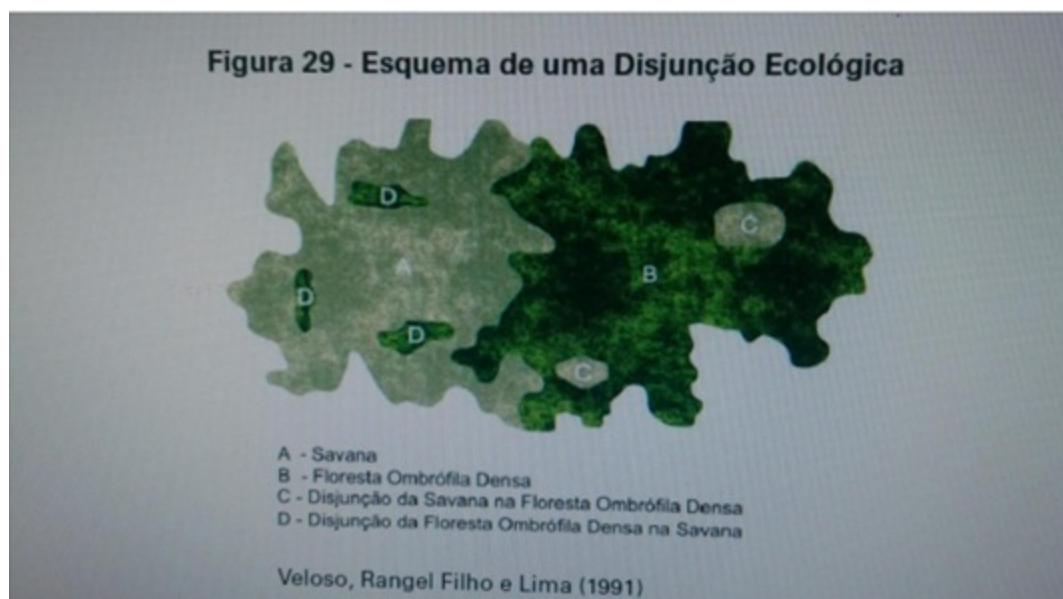 Figura 29 - Esquema de uma Disjunção Ecológica
D
A
D
D
B
C
C
A - Savana
B - Floresta Ombrófila Densa
C - Disjunção da Savana na Floresta Ombrófila Densa
D - Disjunção da Floresta Ombrófila Densa na Savana
Veloso, Rangel Filho e Lima (1991)